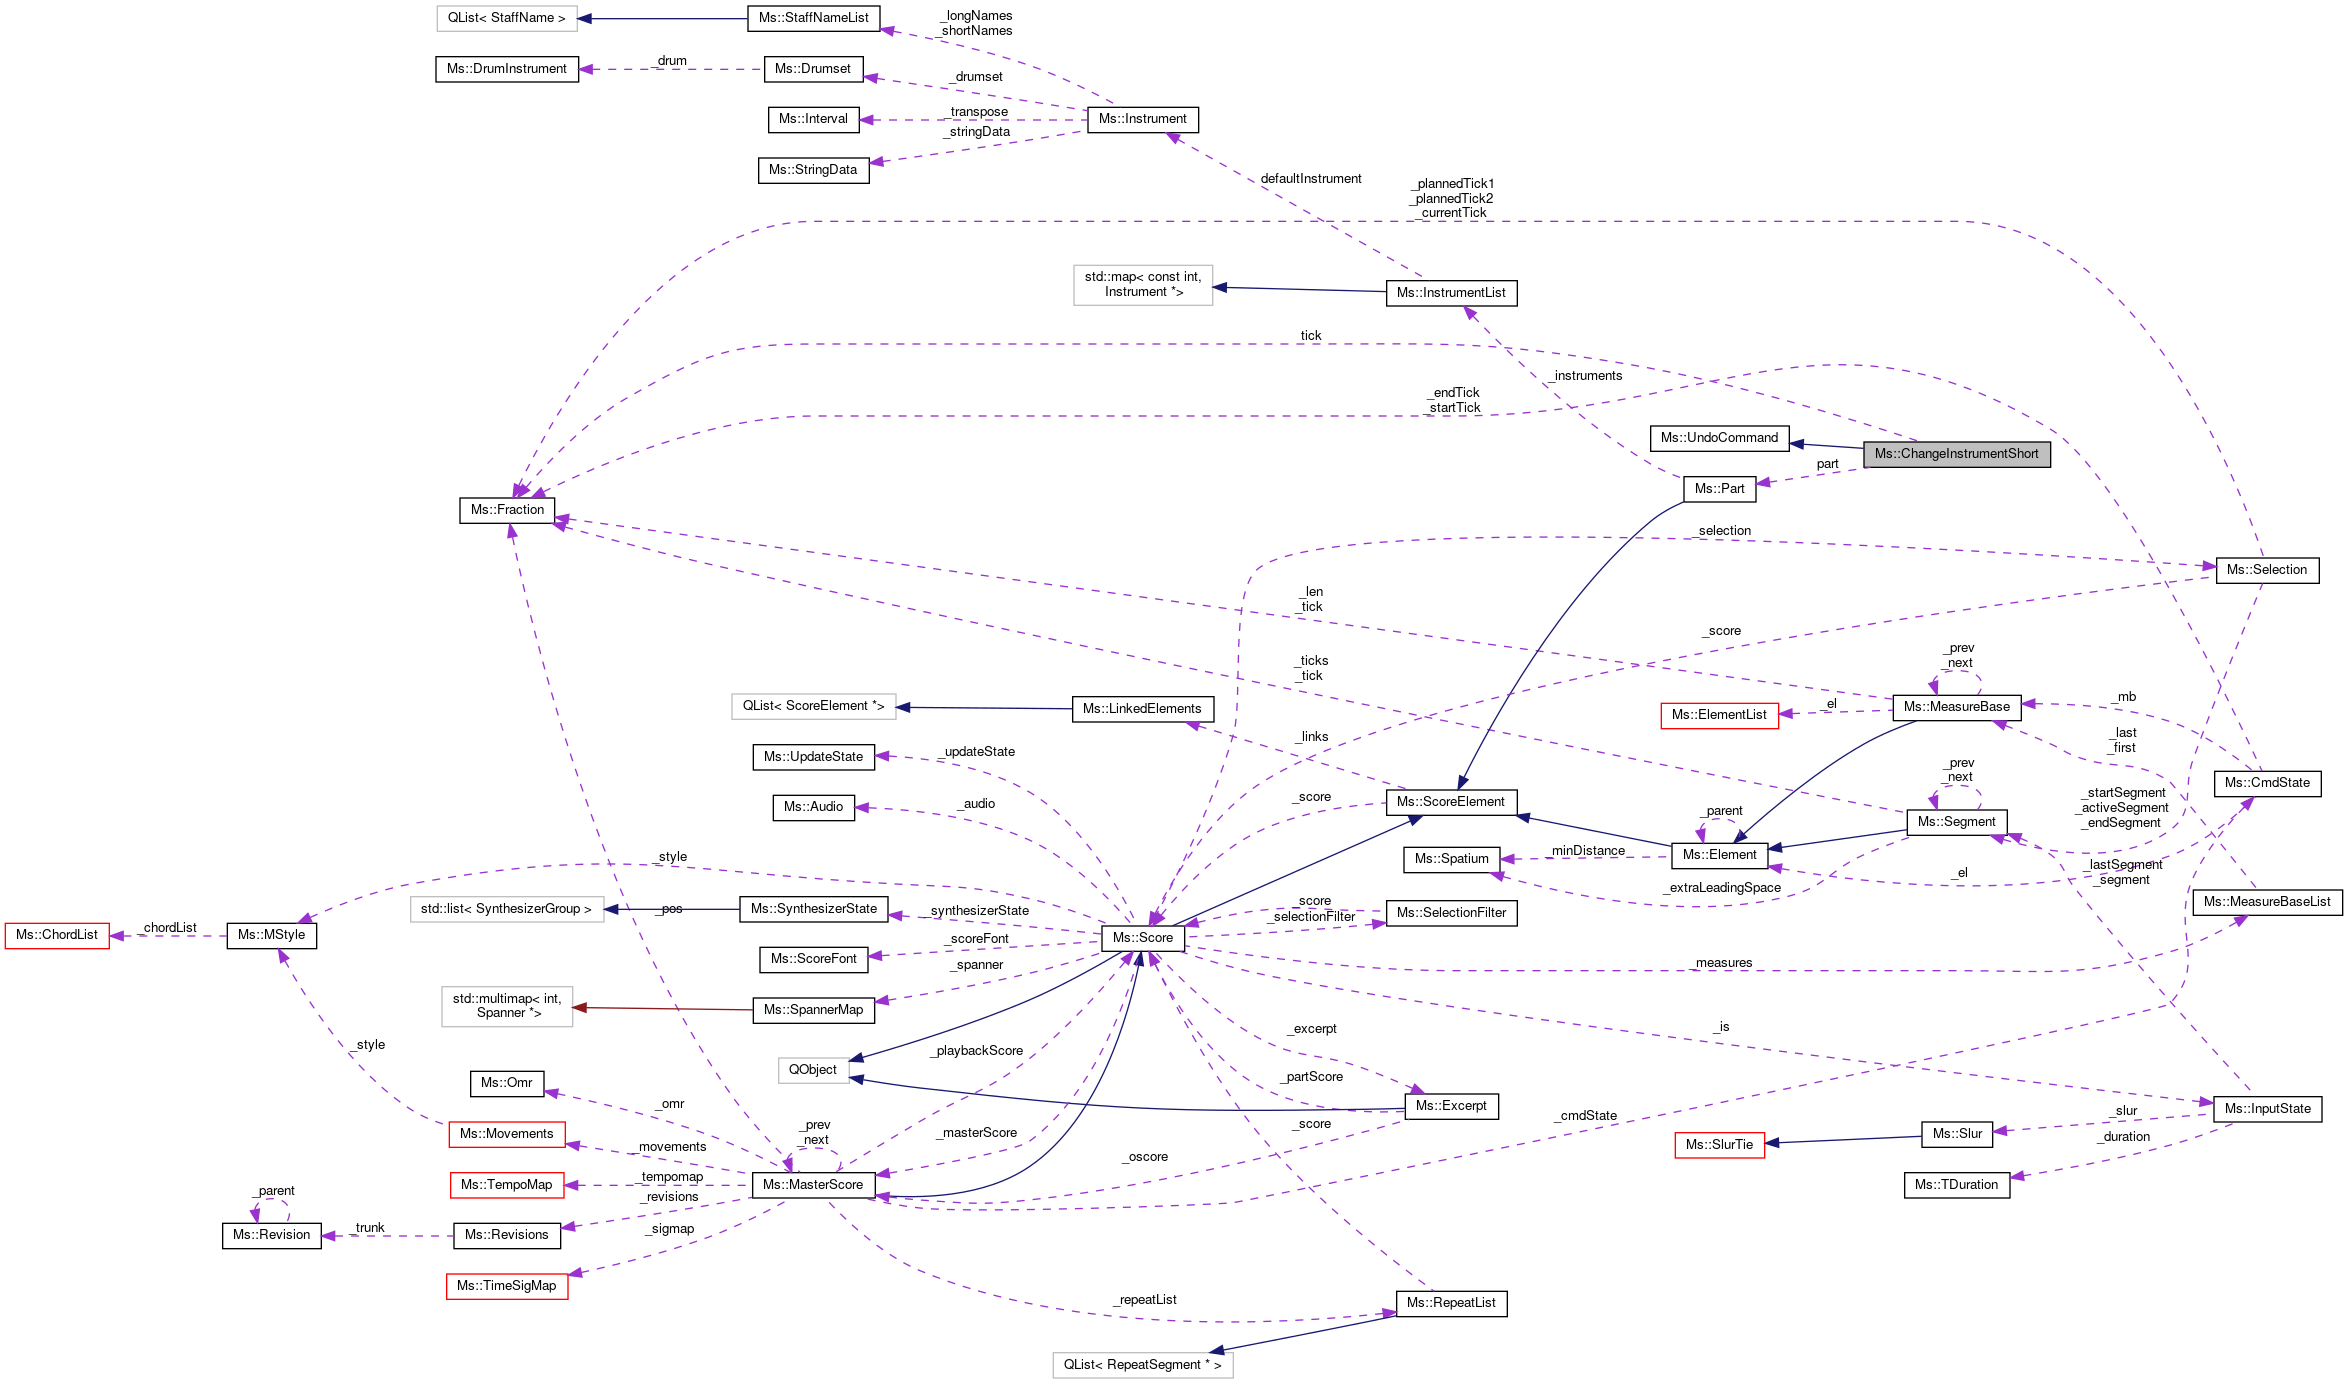 QList< StaffName >
Ms::StaffNameList
_longNames
_shortNames
Ms::DrumInstrument
_drum
Ms::Drumset
_drumset
Ms::Interval
_transpose
Ms::Instrument
_stringData
Ms::StringData
defaultInstrument
_plannedTick1
_plannedTick2
_currentTick
std::map< const int,
Instrument *>
Ms::InstrumentList
tick
_instruments
_endTick
_startTick
Ms::UndoCommand
Ms::ChangeInstrumentShort
part
Ms::Part
Ms::Fraction
_selection
Ms::Selection
_len
_tick
_score
_prev
_next
_ticks
_tick
_mb
QList< ScoreElement *>
Ms::LinkedElements
Ms::ElementList
_el
Ms::MeasureBase
_links
_last
_first
Ms::UpdateState
_updateState
_prev
_next
Ms::CmdState
Ms::Audio
_audio
_score
Ms::ScoreElement
_parent
Ms::Segment
_startSegment
_activeSegment
_endSegment
_style
Ms::Spatium
_minDistance
Ms::Element
_el
_lastSegment
_segment
_extraLeadingSpace
std::list< SynthesizerGroup >
_pos
Ms::SynthesizerState
_synthesizerState
_score
_selectionFilter
Ms::SelectionFilter
Ms::MeasureBaseList
Ms::ChordList
_chordList
Ms::MStyle
_scoreFont
Ms::Score
Ms::ScoreFont
_spanner
_measures
std::multimap< int,
Spanner *>
Ms::SpannerMap
_excerpt
_is
_style
_playbackScore
QObject
Ms::Omr
_partScore
_omr
Ms::Excerpt
Ms::InputState
_slur
Ms::Movements
_prev
_next
_masterScore
_score
_cmdState
Ms::SlurTie
Ms::Slur
_duration
_movements
_oscore
Ms::TempoMap
_tempomap
Ms::MasterScore
Ms::TDuration
_parent
_revisions
Ms::Revision
_trunk
Ms::Revisions
_sigmap
Ms::TimeSigMap
_repeatList
Ms::RepeatList
QList< RepeatSegment * >